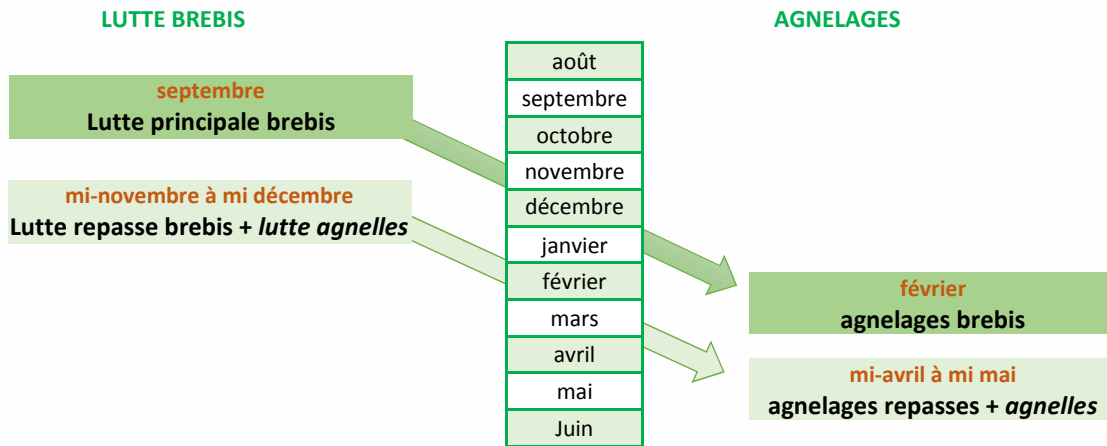 LUTTE BREBIS
AGNELAGES
septembre
Lutte principale brebis
mi-novembre à mi décembre
Lutte repasse brebis + lutte agnelles
août
septembre
octobre
novembre
décembre
janvier
février
mars
avril
mai
Juin
février
agnelages brebis
mi-avril à mi mai
agnelages repasses + agnelles